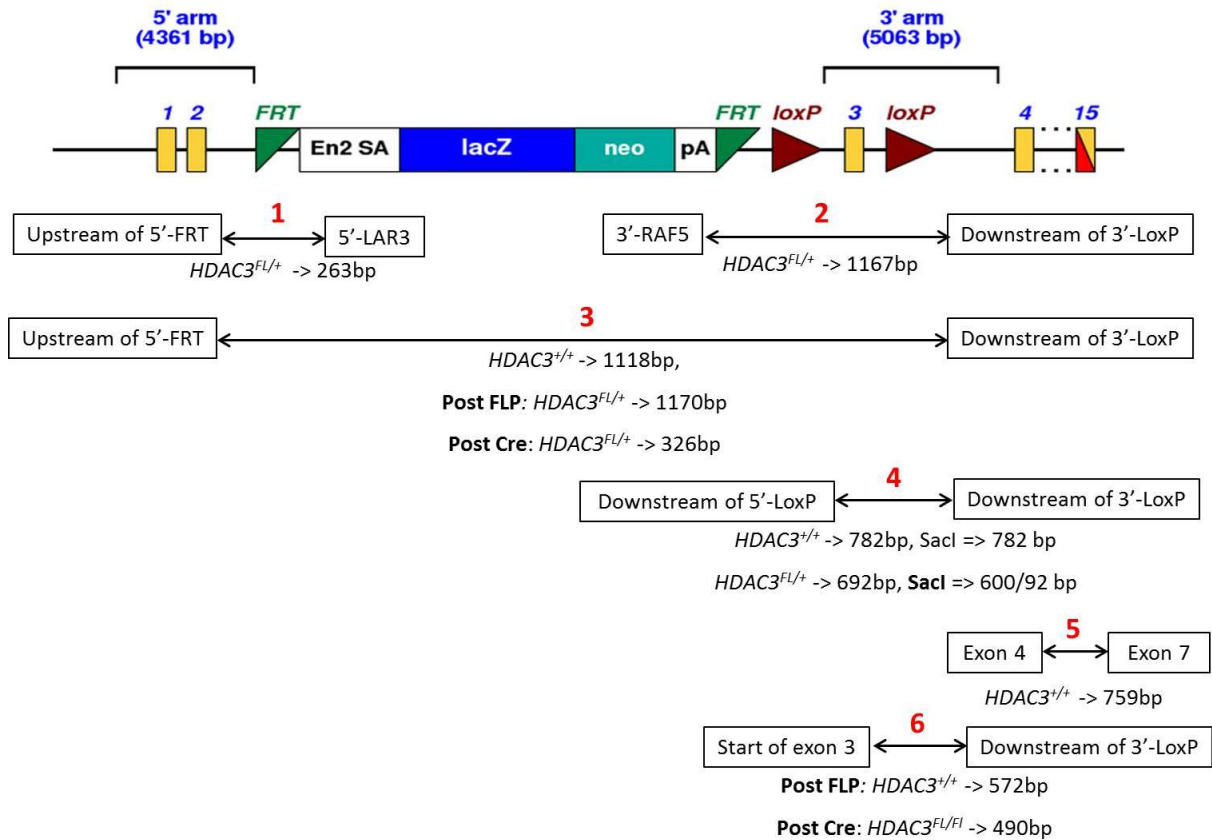 5' arm
(4361 bp)
3' arm
(5063 bp)
1 2 FRT FRT loxP 3 loxP 4 15
En2 SA lacZ neo pA
1
Upstream of 5'-FRT 5'-LAR3
HDAC3FL/+ -> 263bp
2
3'-RAF5 Downstream of 3'-LoxP
HDAC3FL/+ -> 1167bp
3
Upstream of 5'-FRT Downstream of 3'-LoxP
HDAC3+/+ -> 1118bp,
Post FLP: HDAC3FL/+ -> 1170bp
Post Cre: HDAC3FL/+ -> 326bp
4
Downstream of 5'-LoxP Downstream of 3'-LoxP
HDAC3+/+ -> 782bp, SacI => 782 bp
HDAC3FL/+ -> 692bp, SacI => 600/92 bp
5
Exon 4 Exon 7
HDAC3+/+ -> 759bp
6
Start of exon 3 Downstream of 3'-LoxP
Post FLP: HDAC3+/+ -> 572bp
Post Cre: HDAC3FL/Fl -> 490bp